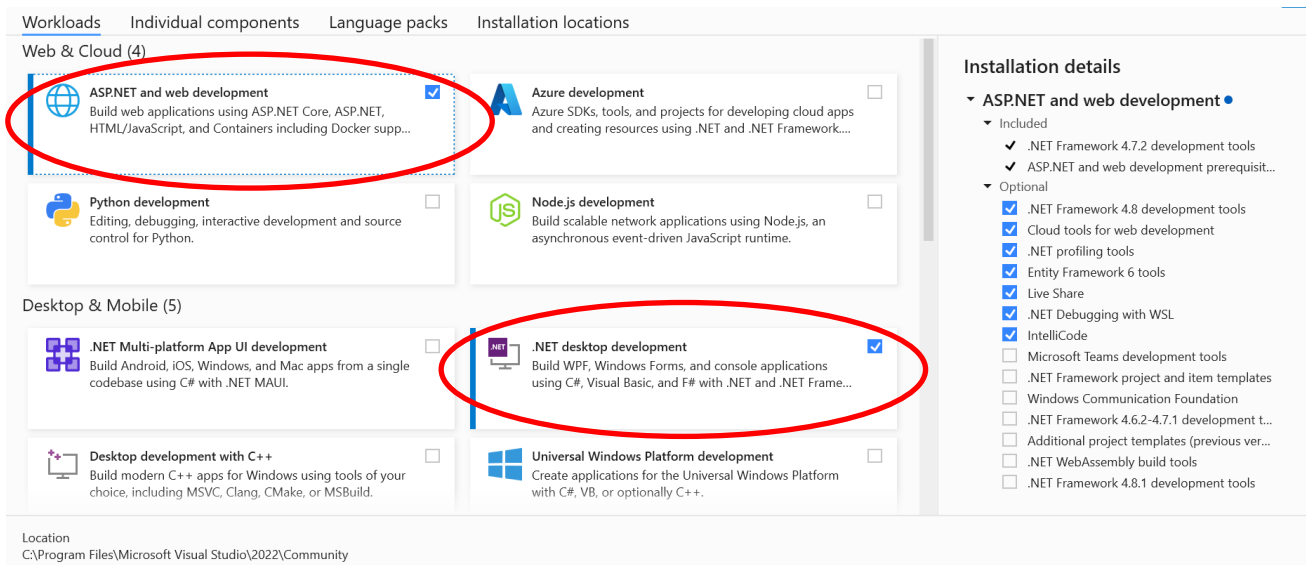 Workloads Individual components Language packs Installation locations
Web & Cloud (4)
ASP.NET and web development
Build web applications using ASP.NET Core, ASP.NET,
HTML/JavaScript, and Containers including Docker supp...
Azure development
Azure SDKs, tools, and projects for developing cloud apps
and creating resources using .NET and .NET Framework....
Python development
Editing, debugging, interactive development and source
control for Python.
JS
Node.js development
Build scalable network applications using Node.js, an
asynchronous event-driven JavaScript runtime.
Desktop & Mobile (5)
.NET Multi-platform App UI development
Build Android, iOS, Windows, and Mac apps from a single
codebase using C# with .NET MAUI.
.NET
.NET desktop development
Build WPF, Windows Forms, and console applications
using C#, Visual Basic, and F# with .NET and .NET Frame...
Desktop development with C++
Build modern C++ apps for Windows using tools of your
choice, including MSVC, Clang, CMake, or MSBuild.
Universal Windows Platform development
Create applications for the Universal Windows Platform
with C#, VB, or optionally C++.
Installation details
ASP.NET and web development
Included
.NET Framework 4.7.2 development tools
ASP.NET and web development prerequisit...
Optional
.NET Framework 4.8 development tools
Cloud tools for web development
.NET profiling tools
Entity Framework 6 tools
Live Share
.NET Debugging with WSL
IntelliCode
Microsoft Teams development tools
.NET Framework project and item templates
Windows Communication Foundation
.NET Framework 4.6.2-4.7.1 development t...
Additional project templates (previous ver...
.NET WebAssembly build tools
.NET Framework 4.8.1 development tools
Location
C:\Program Files\Microsoft Visual Studio\2022\Community